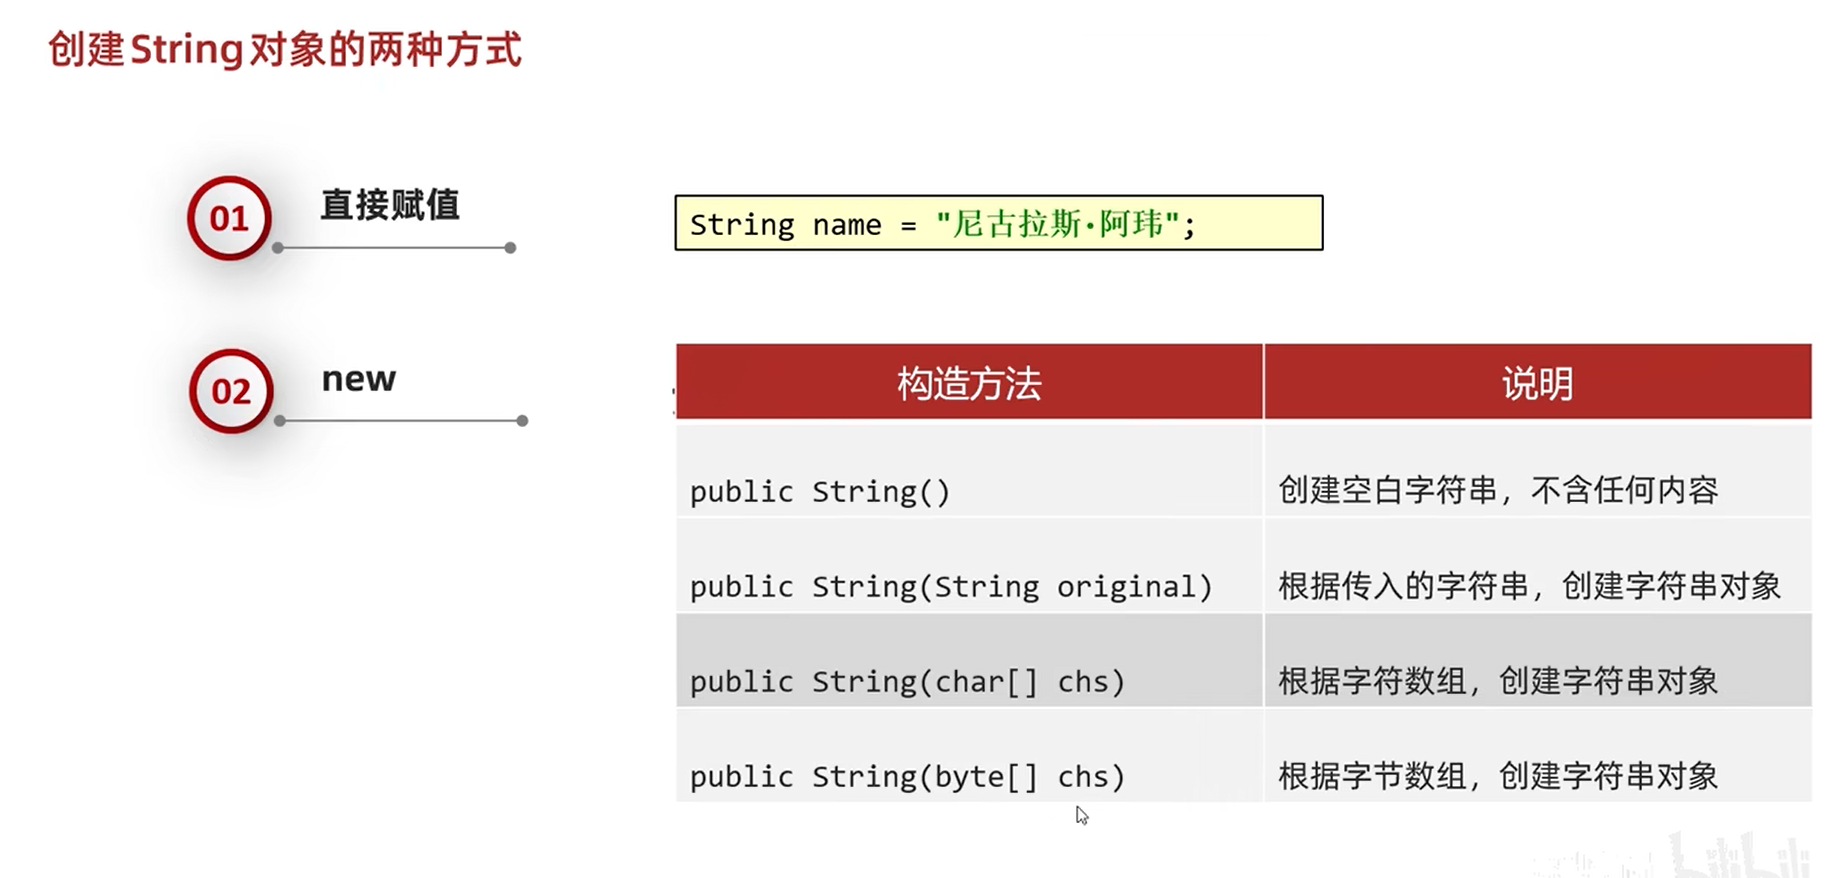 创建String对象的两种方式
01 直接赋值
String name = "尼古拉斯·阿玮";
02 new
构造方法 说明
public String() 创建空白字符串，不含任何内容
public String(String original) 根据传入的字符串，创建字符串对象
public String(char[] chs) 根据字符数组，创建字符串对象
public String(byte[] chs) 根据字节数组，创建字符串对象
bilibili